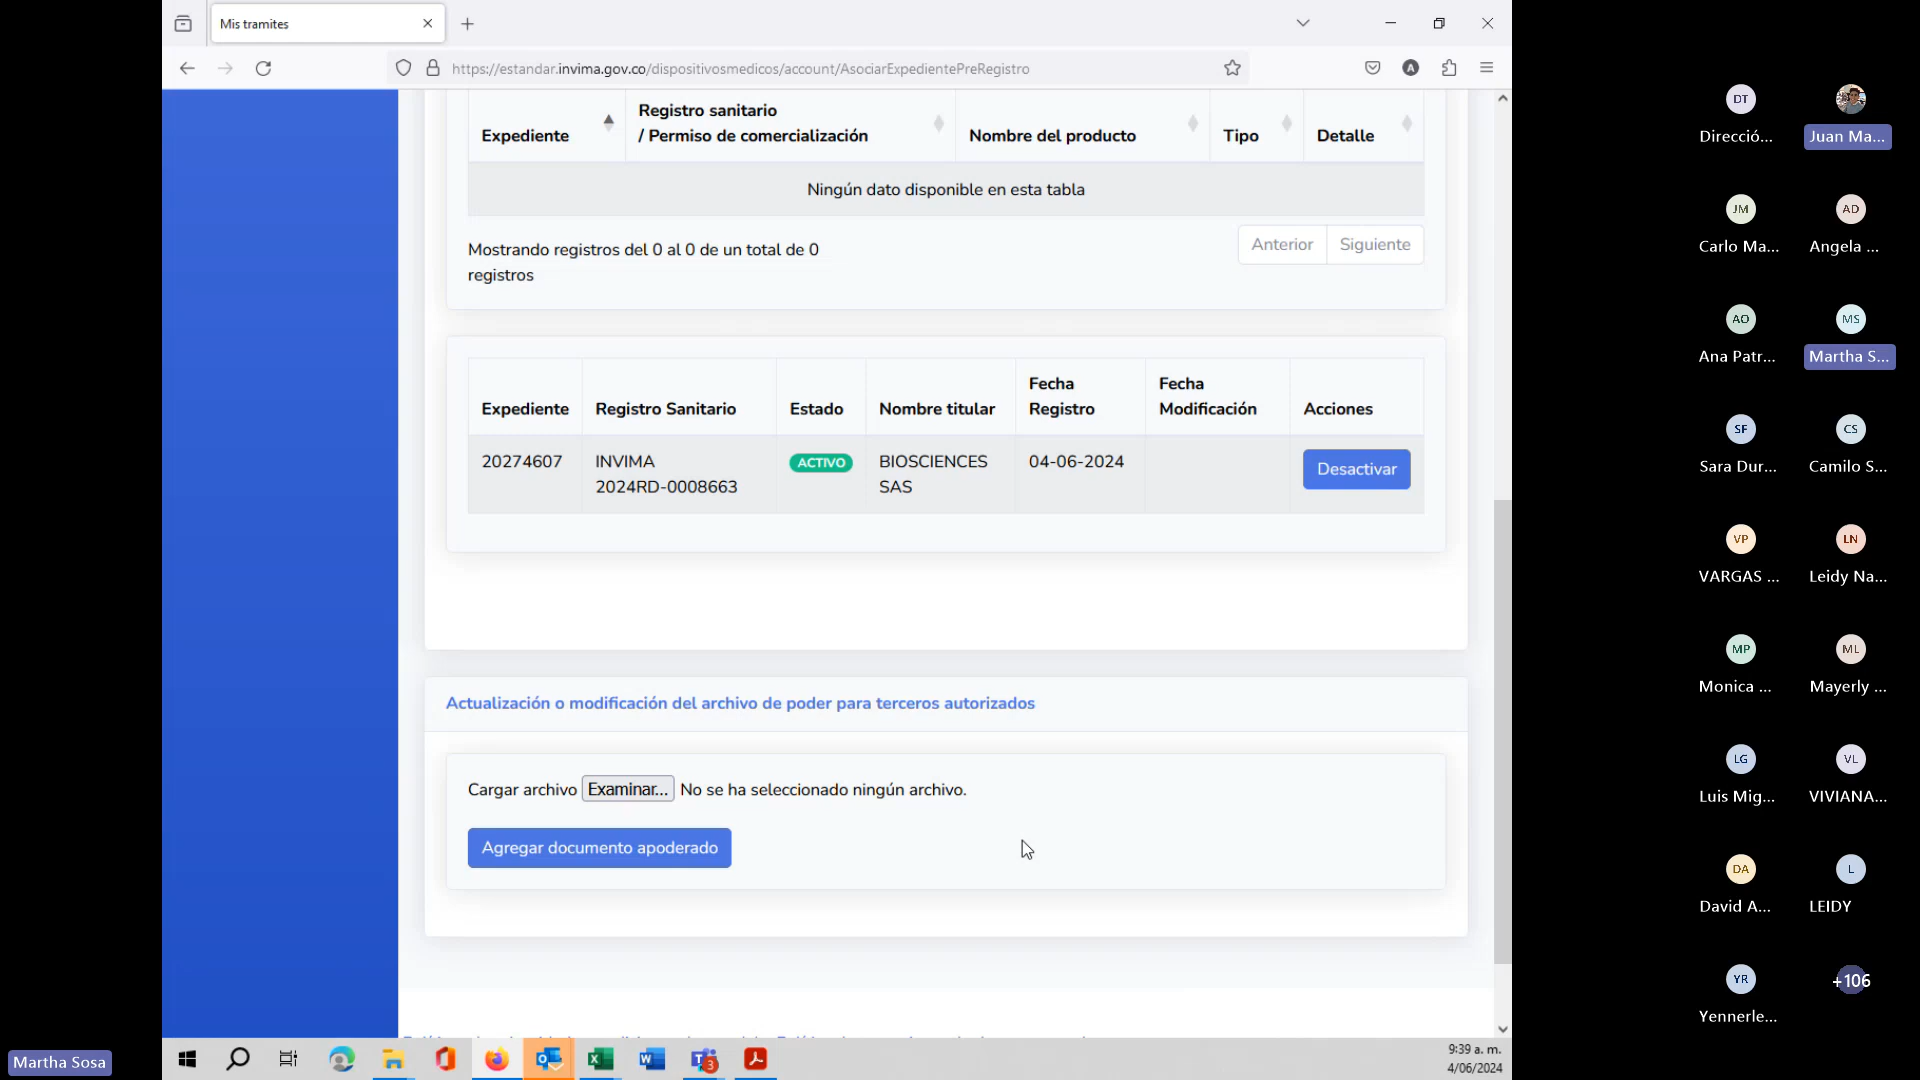 Mis tramites
https://estandar.invima.gov.co/dispositivosmedicos/account/AsociarExpedientePreRegistro
A
Expediente
Registro sanitario
/ Permiso de comercialización
Nombre del producto
Tipo
Detalle
Ningún dato disponible en esta tabla
Mostrando registros del 0 al 0 de un total de 0
registros
Anterior
Siguiente
Expediente
Registro Sanitario
Estado
Nombre titular
Fecha
Registro
Fecha
Modificación
Acciones
20274607
INVIMA
2024RD-0008663
ACTIVO
BIOSCIENCES
SAS
04-06-2024
Desactivar
Actualización o modificación del archivo de poder para terceros autorizados
Cargar archivo Examinar... No se ha seleccionado ningún archivo.
Agregar documento apoderado
3
9:39 a. m.
4/06/2024
Martha Sosa
DT
Direcció...
Juan Ma...
JM
Carlo Ma...
AD
Angela ...
AO
Ana Patr...
MS
Martha S...
SF
Sara Dur...
CS
Camilo S...
VP
VARGAS ...
LN
Leidy Na...
MP
Monica ...
ML
Mayerly ...
LG
Luis Mig...
VL
VIVIANA...
DA
David A...
L
LEIDY
YR
Yennerle...
+106